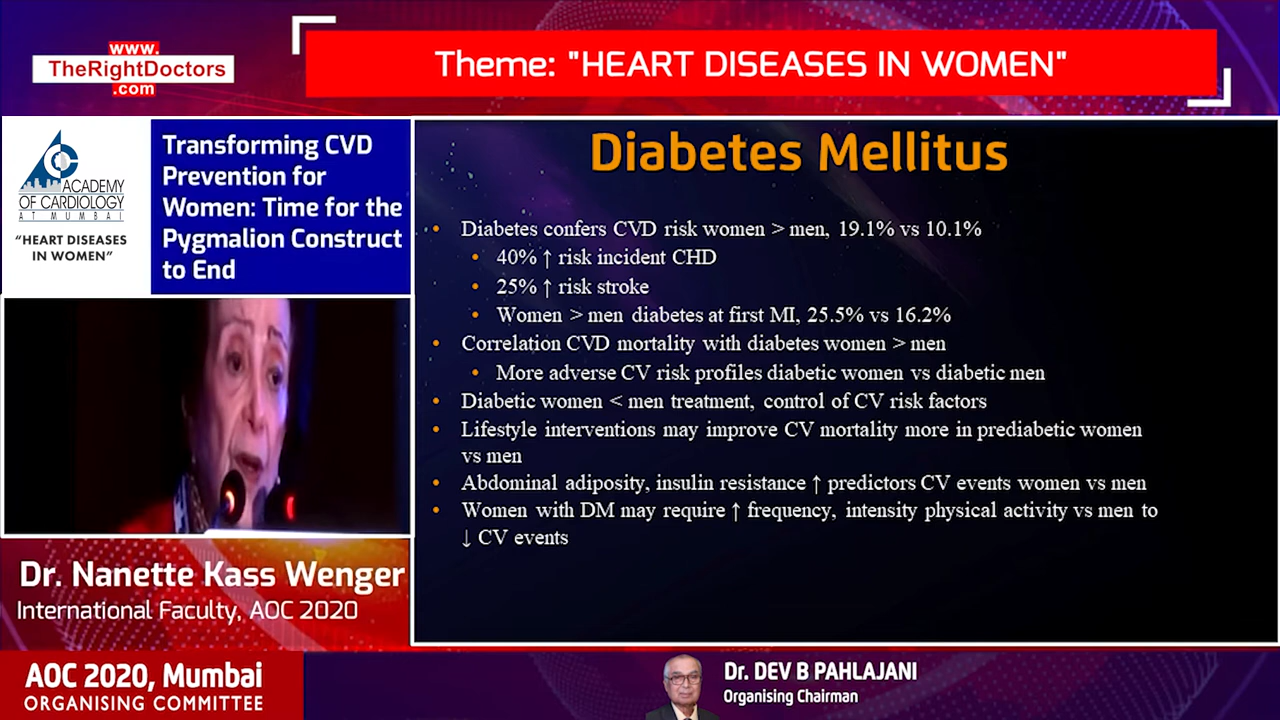 www.
TheRightDoctors
.com
Theme: "HEART DISEASES IN WOMEN"
ACADEMY
OF CARDIOLOGY
AT MUMBAI
"HEART DISEASES
IN WOMEN"
Transforming CVD
Prevention for
Women: Time for the
Pygmalion Construct
to End
Diabetes Mellitus
• Diabetes confers CVD risk women > men, 19.1% vs 10.1%
• 40% ↑ risk incident CHD
• 25% ↑ risk stroke
• Women > men diabetes at first MI, 25.5% vs 16.2%
• Correlation CVD mortality with diabetes women > men
• More adverse CV risk profiles diabetic women vs diabetic men
• Diabetic women < men treatment, control of CV risk factors
• Lifestyle interventions may improve CV mortality more in prediabetic women
vs men
• Abdominal adiposity, insulin resistance ↑ predictors CV events women vs men
• Women with DM may require ↑ frequency, intensity physical activity vs men to
↓ CV events
Dr. Nanette Kass Wenger
International Faculty, AOC 2020
AOC 2020, Mumbai
ORGANISING COMMITTEE
Dr. DEV B PAHLAJANI
Organising Chairman